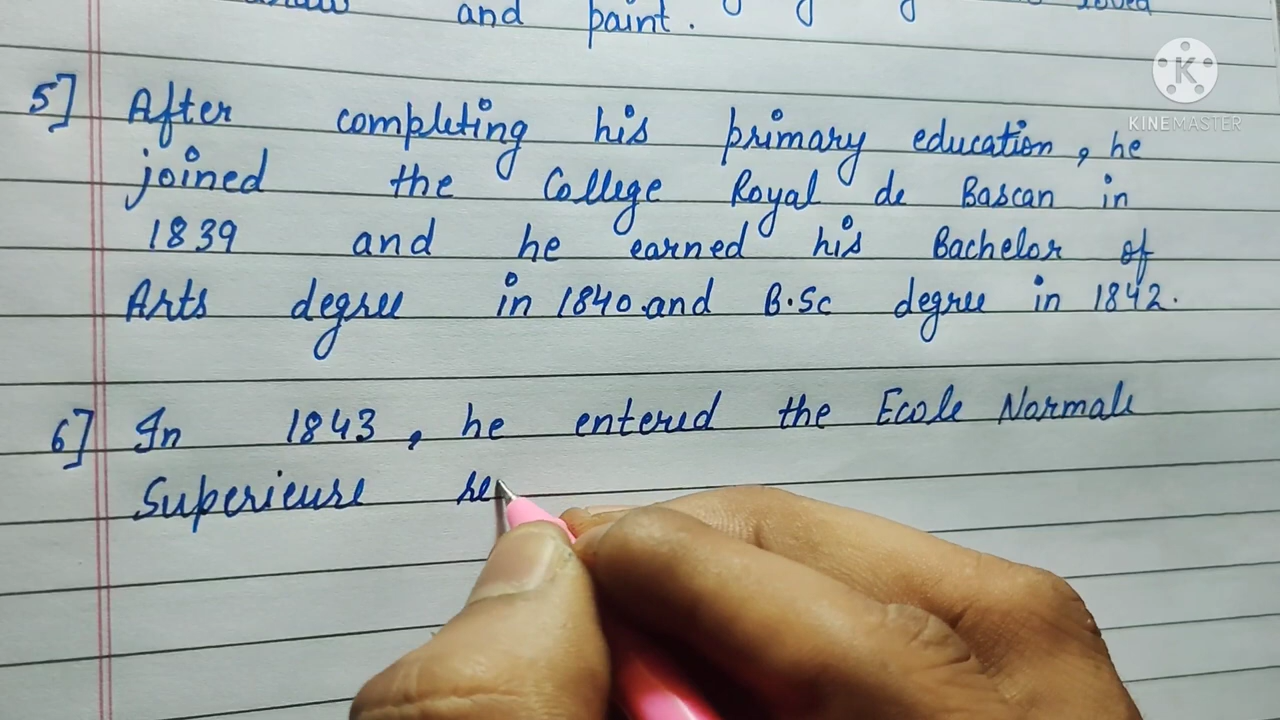 and paint.
5] After completing his primary education, he
joined the College Royal de Bascan in
1839 and he earned his Bachelor of
Arts degree in 1840.and B.Sc degree in 1842.
6] In 1843, he entered the Ecole Normale
Superieure re
K
KINEMASTER